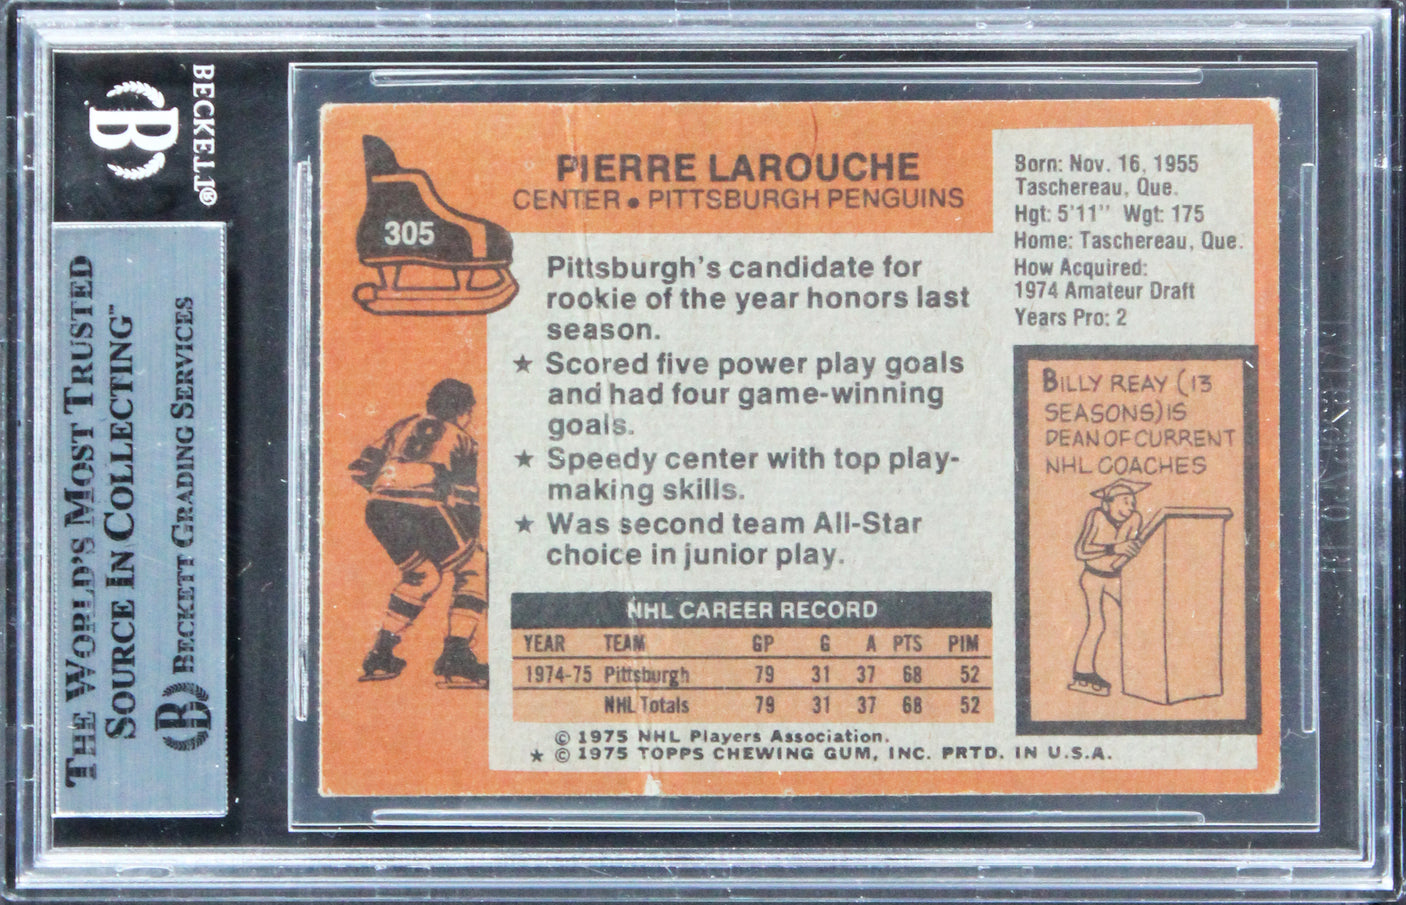 BECKETT®
THE WORLD'S MOST TRUSTED
SOURCE IN COLLECTING™
BECKETT GRADING SERVICES
305
PIERRE LAROUCHE
CENTER • PITTSBURGH PENGUINS
Born: Nov. 16, 1955
Taschereau, Que.
Hgt: 5'11" Wgt: 175
Home: Taschereau, Que.
How Acquired:
1974 Amateur Draft
Years Pro: 2
Pittsburgh's candidate for
rookie of the year honors last
season.
★ Scored five power play goals
and had four game-winning
goals.
★ Speedy center with top play-
making skills.
★ Was second team All-Star
choice in junior play.
8
BILLY REAY (13
SEASONS) IS
DEAN OF CURRENT
NHL COACHES
NHL CAREER RECORD
YEAR TEAM GP G A PTS PIM
1974-75 Pittsburgh 79 31 37 68 52
NHL Totals 79 31 37 68 52
© 1975 NHL Players Association.
★ © 1975 TOPPS CHEWING GUM, INC. PRTD. IN U.S.A.